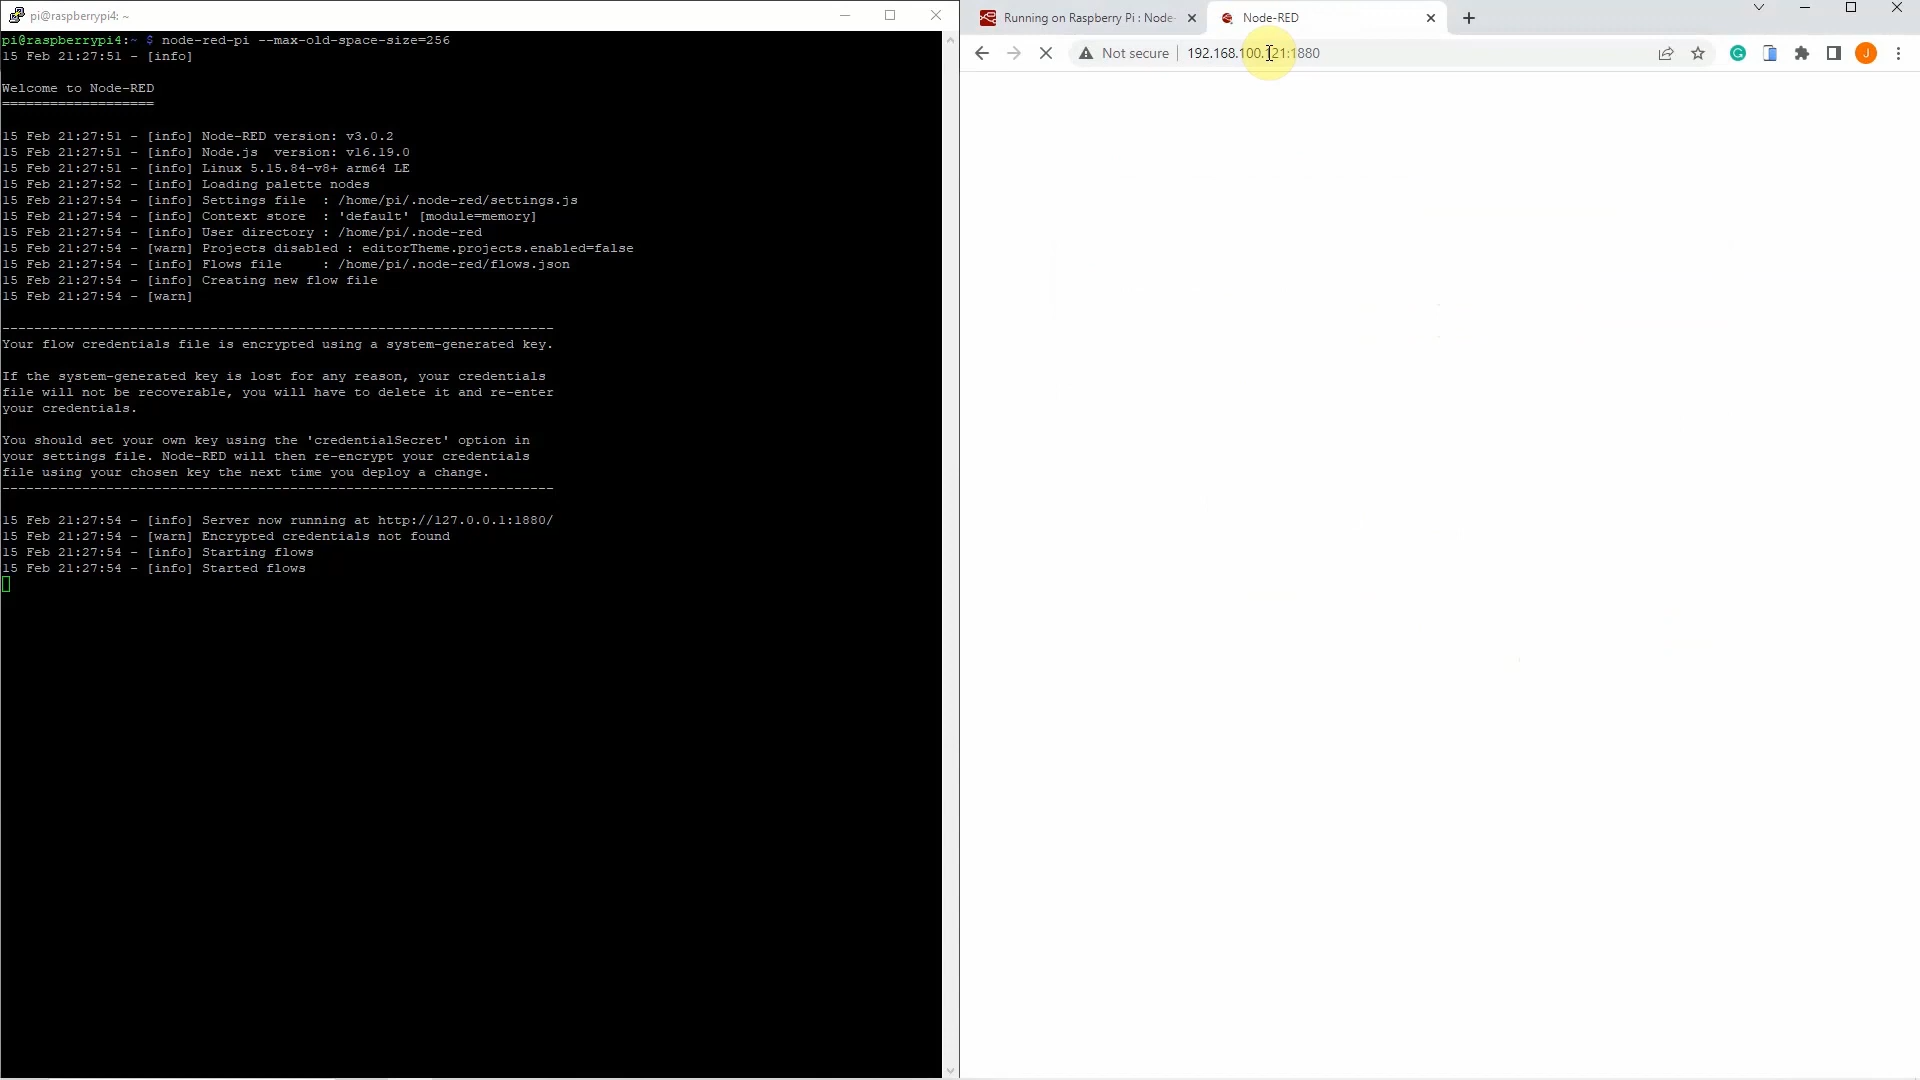 pi@raspberrypi4: ~
pi@raspberrypi4:~ $ node-red-pi --max-old-space-size=256
15 Feb 21:27:51 - [info]
Welcome to Node-RED
===================
15 Feb 21:27:51 - [info] Node-RED version: v3.0.2
15 Feb 21:27:51 - [info] Node.js  version: v16.19.0
15 Feb 21:27:51 - [info] Linux 5.15.84-v8+ arm64 LE
15 Feb 21:27:52 - [info] Loading palette nodes
15 Feb 21:27:54 - [info] Settings file  : /home/pi/.node-red/settings.js
15 Feb 21:27:54 - [info] Context store  : 'default' [module=memory]
15 Feb 21:27:54 - [info] User directory : /home/pi/.node-red
15 Feb 21:27:54 - [warn] Projects disabled : editorTheme.projects.enabled=false
15 Feb 21:27:54 - [info] Flows file     : /home/pi/.node-red/flows.json
15 Feb 21:27:54 - [info] Creating new flow file
15 Feb 21:27:54 - [warn]
---------------------------------------------------------------------
Your flow credentials file is encrypted using a system-generated key.
If the system-generated key is lost for any reason, your credentials
file will not be recoverable, you will have to delete it and re-enter
your credentials.
You should set your own key using the 'credentialSecret' option in
your settings file. Node-RED will then re-encrypt your credentials
file using your chosen key the next time you deploy a change.
---------------------------------------------------------------------
15 Feb 21:27:54 - [info] Server now running at http://127.0.0.1:1880/
15 Feb 21:27:54 - [warn] Encrypted credentials not found
15 Feb 21:27:54 - [info] Starting flows
15 Feb 21:27:54 - [info] Started flows
Running on Raspberry Pi : Node-
Node-RED
Not secure
192.168.100.121:1880
G
J